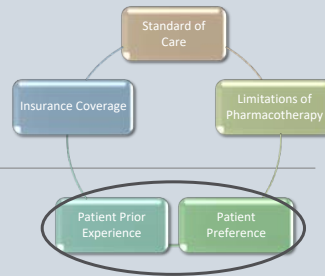 Standard of
Care
Insurance Coverage
Limitations of
Pharmacotherapy
Patient Prior
Experience
Patient
Preference